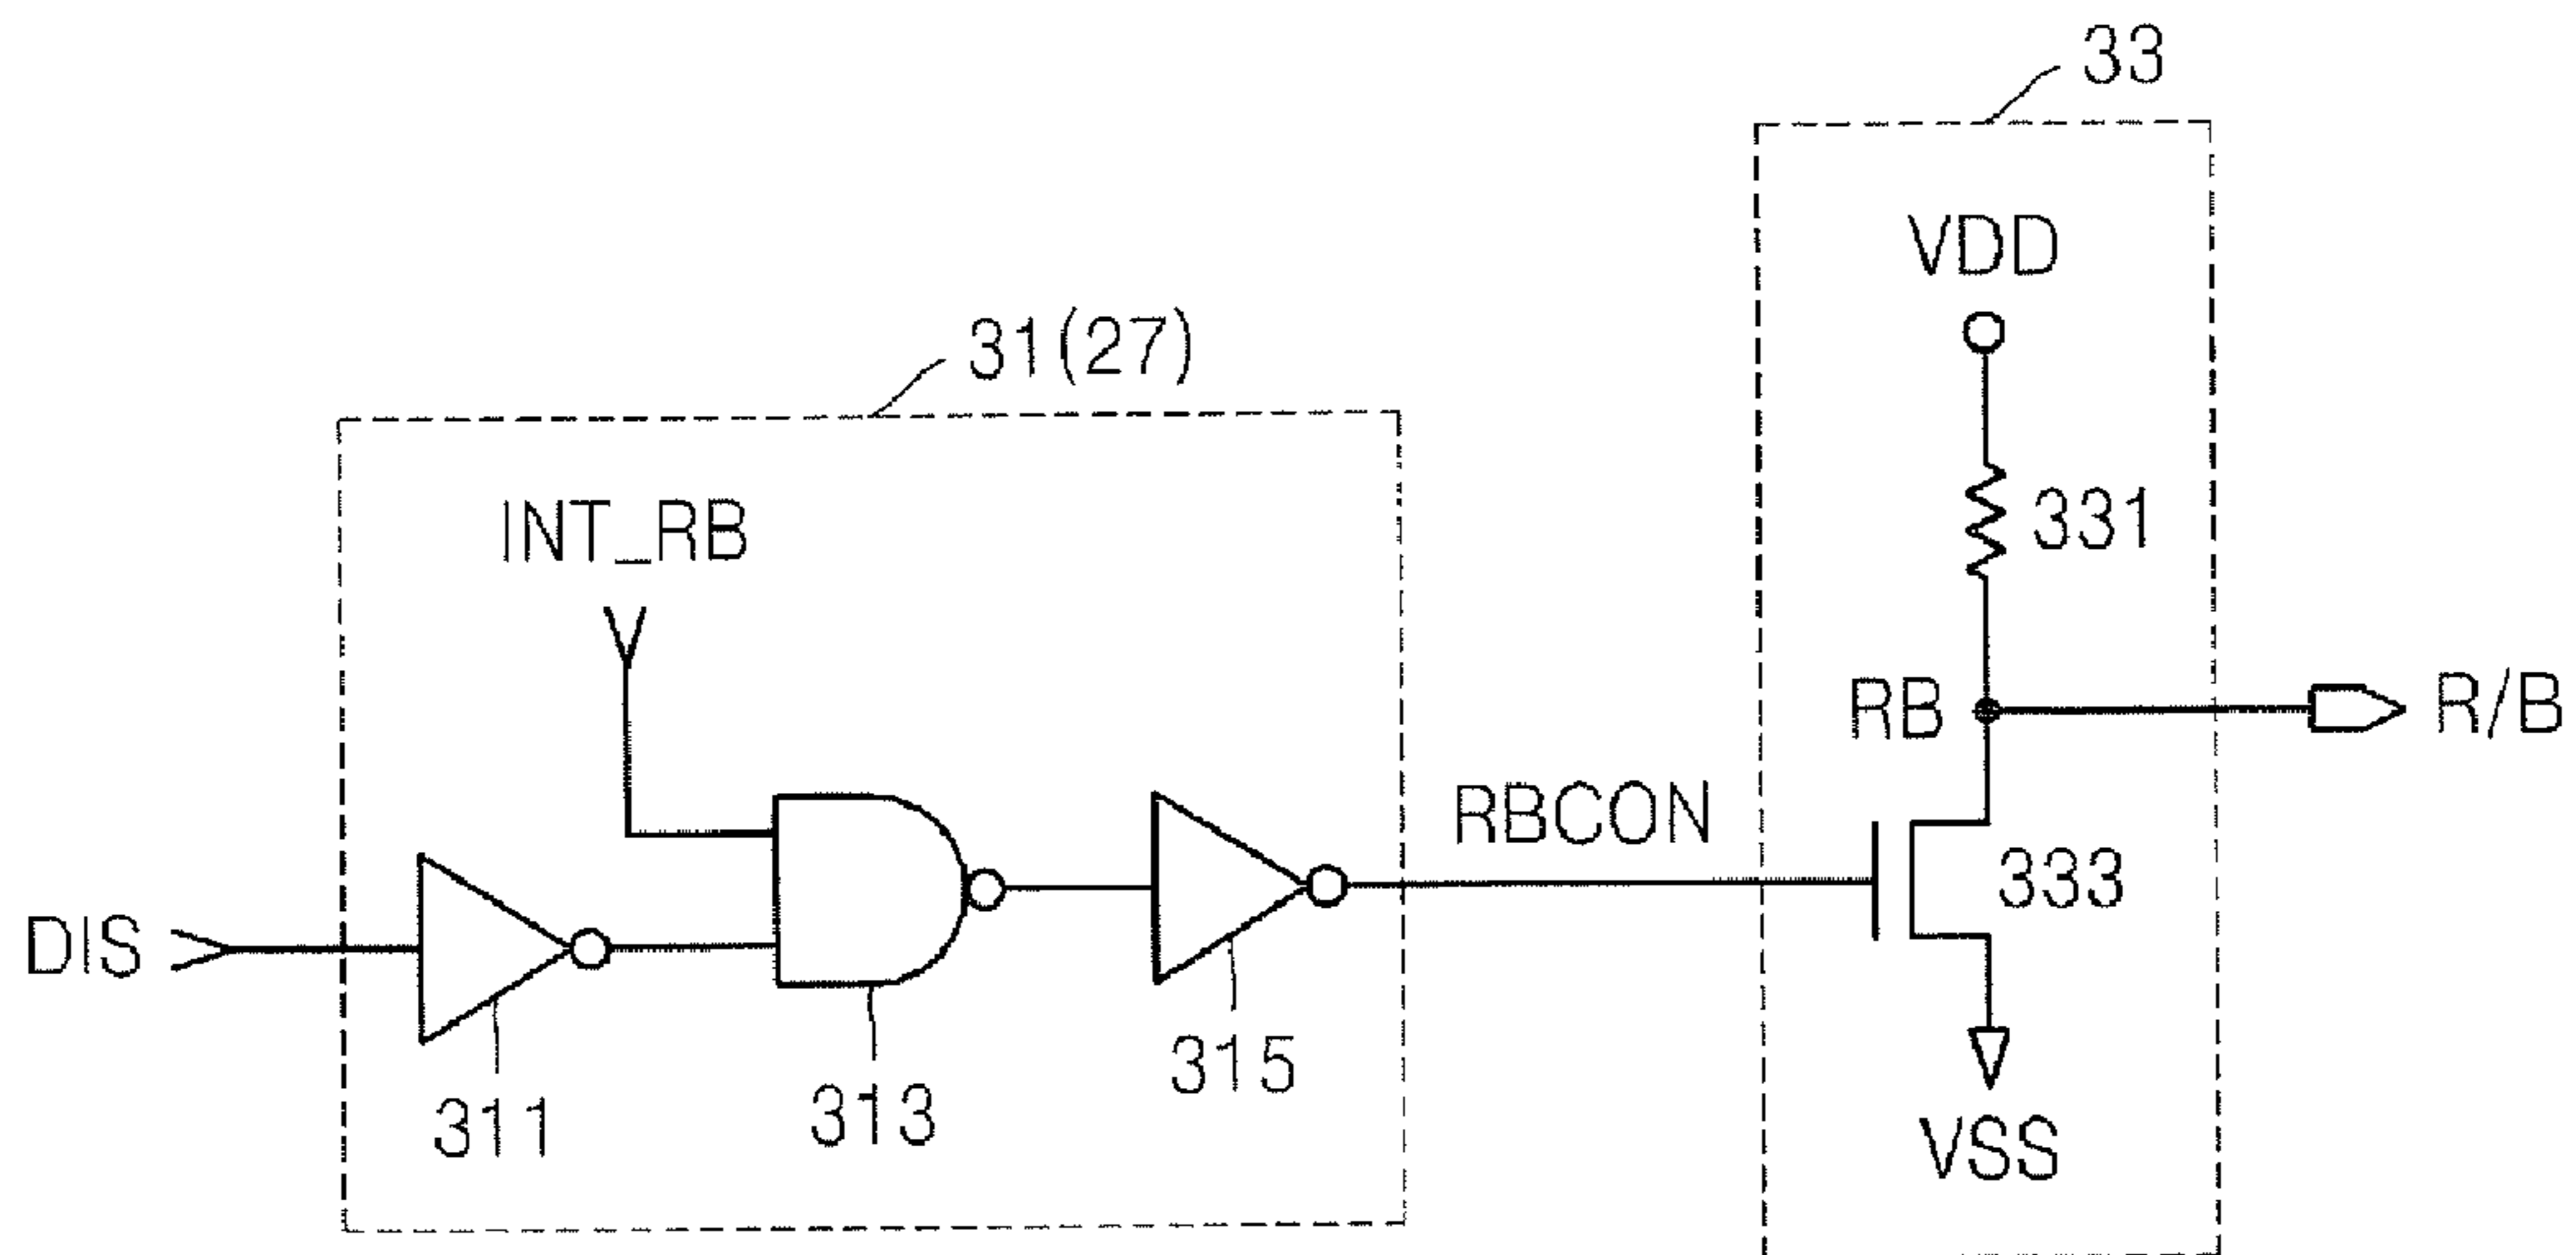 33
VDD
31(27)
INT_RB
331
RB
R/B
RBCON
333
DIS
315
313
311
VSS